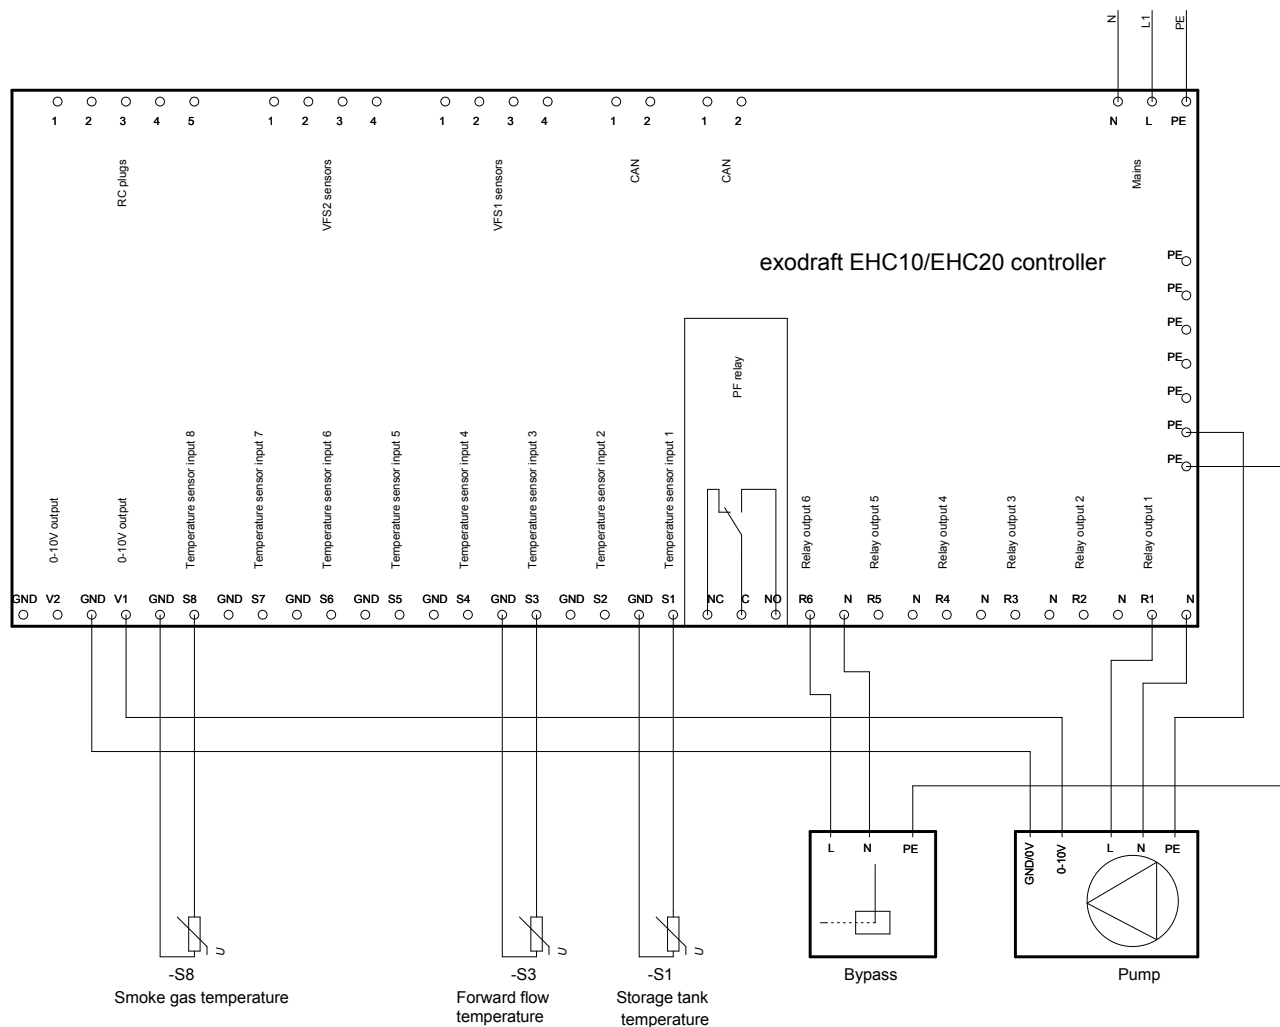 N L1 PE
1 2 3 4 5 1 2 3 4 1 2 3 4 1 2 1 2 N L PE
RC plugs
VFS2 sensors
VFS1 sensors
CAN
CAN
Mains
exodraft EHC10/EHC20 controller
PE
PE
PE
PE
PE
PE
PE
PF relay
0-10V output
0-10V output
Temperature sensor input 8
Temperature sensor input 7
Temperature sensor input 6
Temperature sensor input 5
Temperature sensor input 4
Temperature sensor input 3
Temperature sensor input 2
Temperature sensor input 1
Relay output 6
Relay output 5
Relay output 4
Relay output 3
Relay output 2
Relay output 1
GND V2 GND V1 GND S8 GND S7 GND S6 GND S5 GND S4 GND S3 GND S2 GND S1 NC C NO R6 N R5 N R4 N R3 N R2 N R1 N
L N PE
GND/0V 0-10V L N PE
U U U
-S8
Smoke gas temperature
-S3
Forward flow
temperature
-S1
Storage tank
temperature
Bypass
Pump